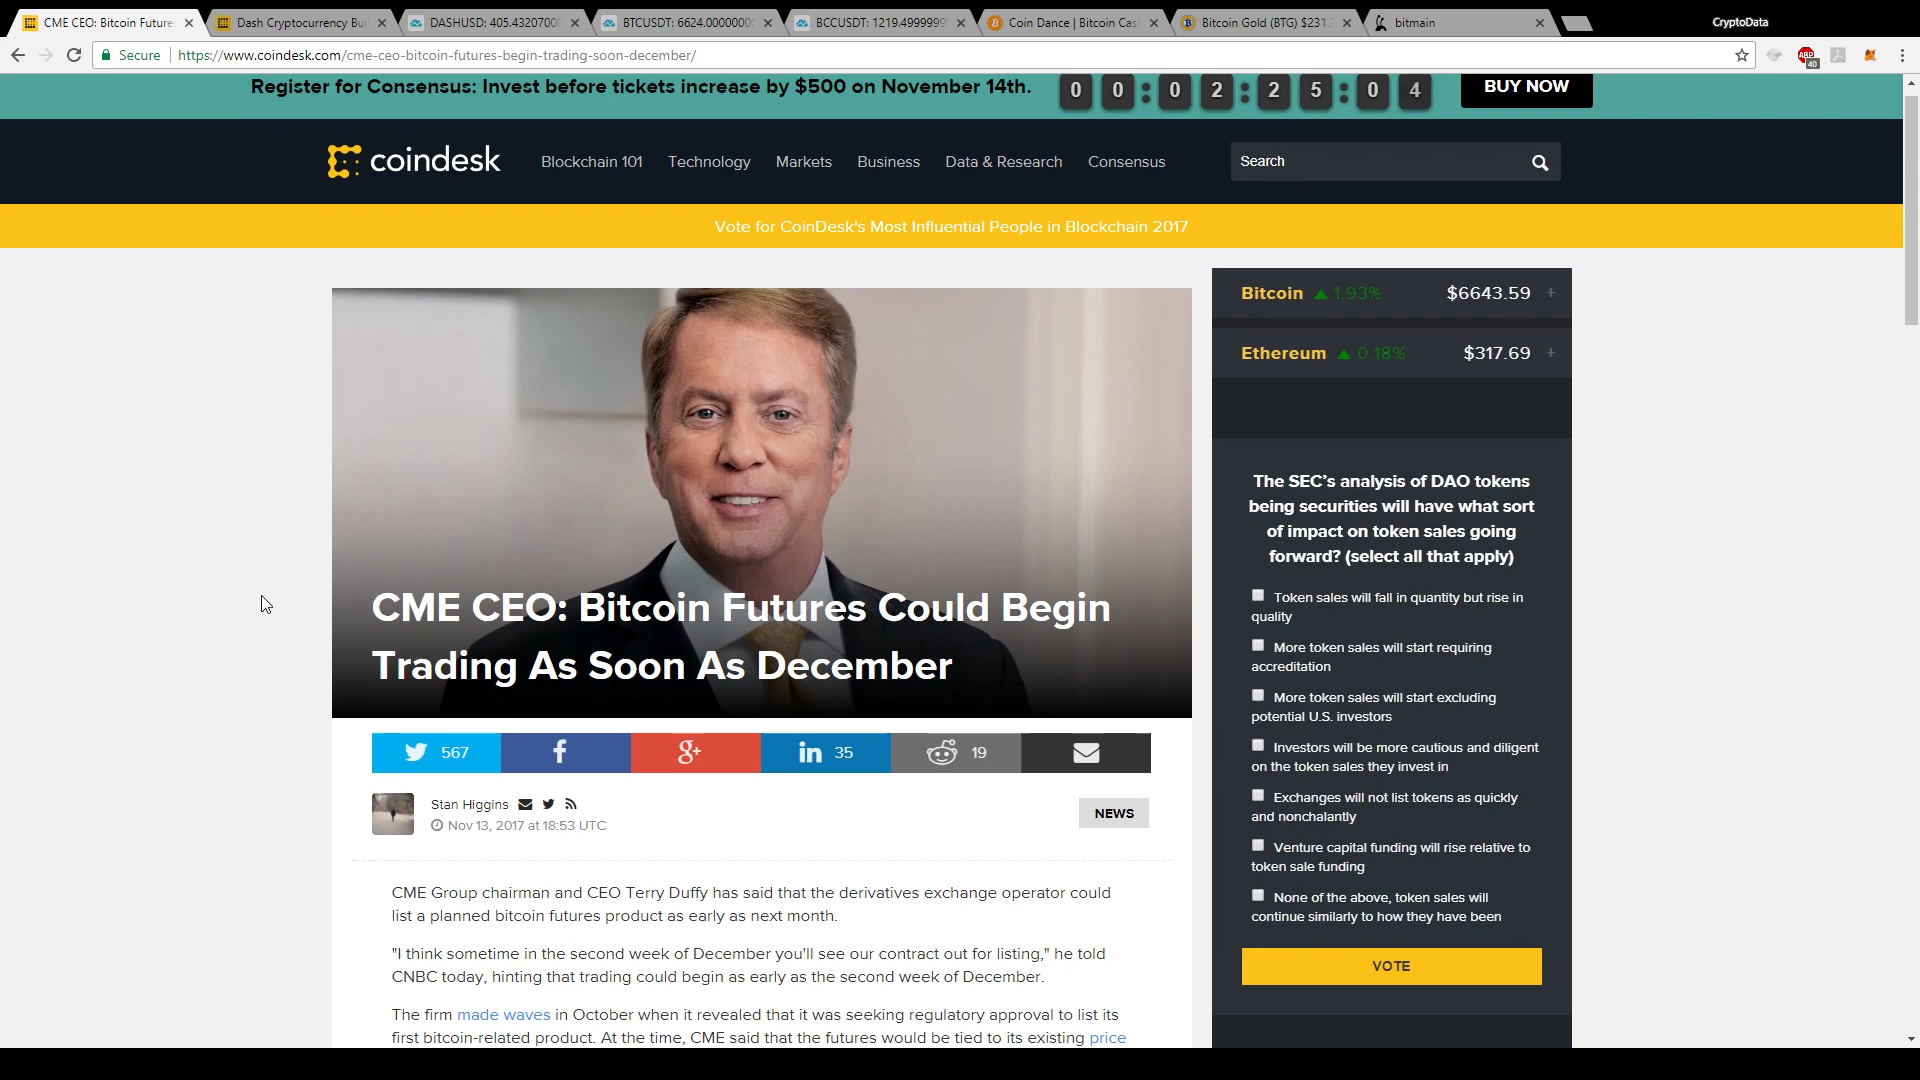 CME CEO: Bitcoin Future
Dash Cryptocurrency Bu
DASHUSD: 405.4320700
BTCUSDT: 6624.00000000
BCCUSDT: 1219.4999999
Coin Dance | Bitcoin Cas
Bitcoin Gold (BTG) $231.
bitmain
CryptoData
Secure
https://www.coindesk.com/cme-ceo-bitcoin-futures-begin-trading-soon-december/
ABP
40
Register for Consensus: Invest before tickets increase by $500 on November 14th.
0 0 : 0 2 : 2 5 : 0 4
BUY NOW
coindesk
Blockchain 101
Technology
Markets
Business
Data & Research
Consensus
Search
Vote for CoinDesk's Most Influential People in Blockchain 2017
CME CEO: Bitcoin Futures Could Begin
Trading As Soon As December
567
35
19
Stan Higgins
Nov 13, 2017 at 18:53 UTC
NEWS
CME Group chairman and CEO Terry Duffy has said that the derivatives exchange operator could
list a planned bitcoin futures product as early as next month.
"I think sometime in the second week of December you'll see our contract out for listing," he told
CNBC today, hinting that trading could begin as early as the second week of December.
The firm made waves in October when it revealed that it was seeking regulatory approval to list its
first bitcoin-related product. At the time, CME said that the futures would be tied to its existing price
Bitcoin ▲ 1.93% $6643.59 +
Ethereum ▲ 0.18% $317.69 +
The SEC’s analysis of DAO tokens
being securities will have what sort
of impact on token sales going
forward? (select all that apply)
Token sales will fall in quantity but rise in
quality
More token sales will start requiring
accreditation
More token sales will start excluding
potential U.S. investors
Investors will be more cautious and diligent
on the token sales they invest in
Exchanges will not list tokens as quickly
and nonchalantly
Venture capital funding will rise relative to
token sale funding
None of the above, token sales will
continue similarly to how they have been
VOTE